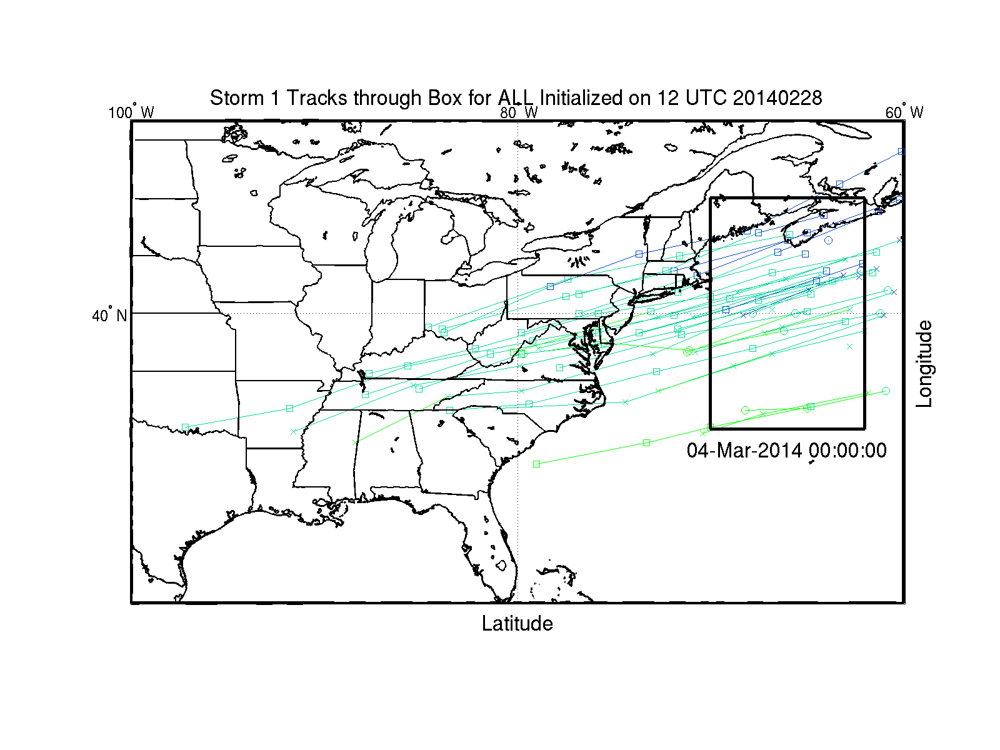 Storm 1 Tracks through Box for ALL Initialized on 12 UTC 20140228
100° W
80° W
60° W
40° N
Longitude
04-Mar-2014 00:00:00
Latitude